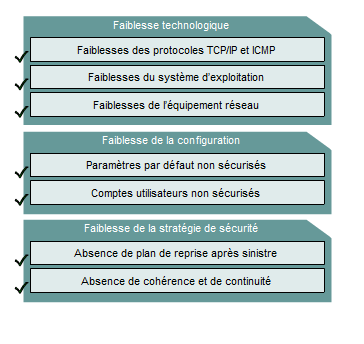 Faiblesse technologique
Faiblesses des protocoles TCP/IP et ICMP
Faiblesses du système d'exploitation
Faiblesses de l'équipement réseau
Faiblesse de la configuration
Paramètres par défaut non sécurisés
Comptes utilisateurs non sécurisés
Faiblesse de la stratégie de sécurité
Absence de plan de reprise après sinistre
Absence de cohérence et de continuité